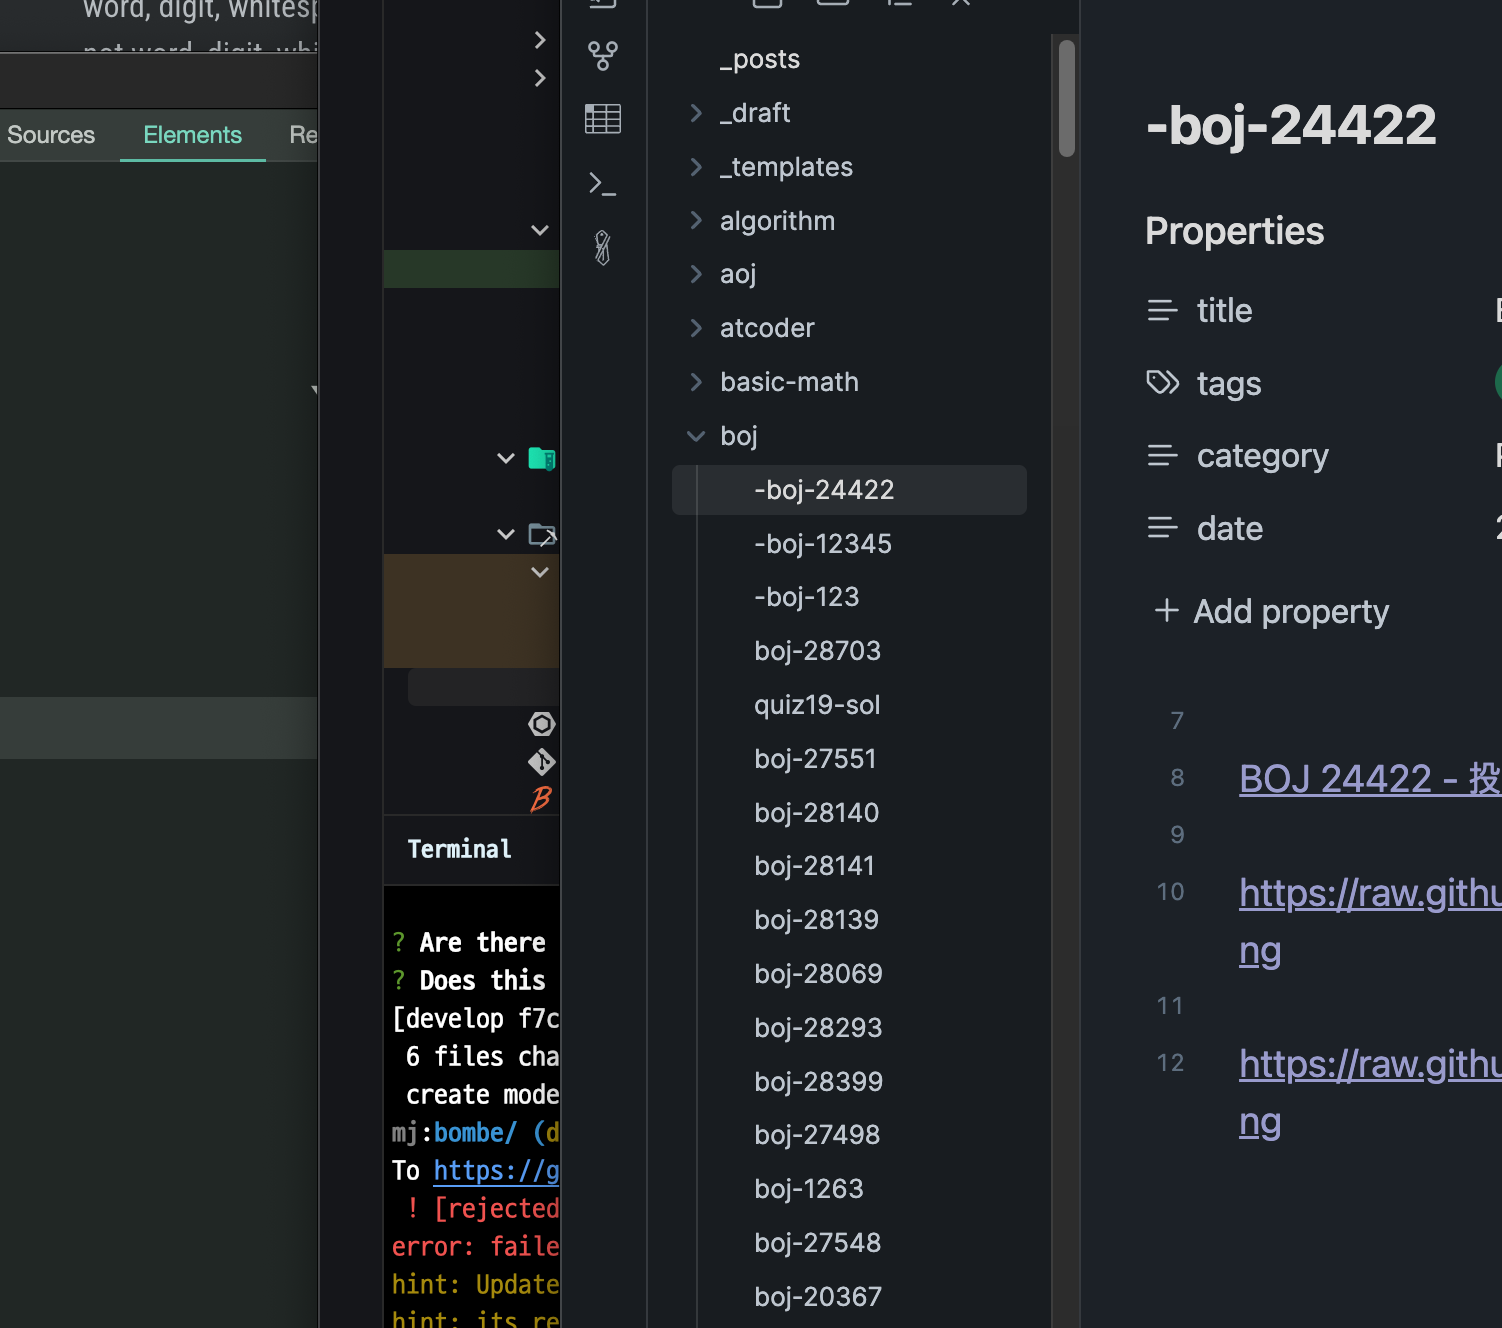 word, digit, whitesp
Sources
Elements
Re
Terminal
? Are there
? Does this
[develop f7c
6 files cha
create mode
mj:bombe/ (d
To https://g
! [rejected
error: faile
hint: Update
hint: its re
_posts
_draft
_templates
algorithm
aoj
atcoder
basic-math
boj
-boj-24422
-boj-12345
-boj-123
boj-28703
quiz19-sol
boj-27551
boj-28140
boj-28141
boj-28139
boj-28069
boj-28293
boj-28399
boj-27498
boj-1263
boj-27548
boj-20367
-boj-24422
Properties
title
tags
category
date
+ Add property
7
8 BOJ 24422 - 投
9
10 https://raw.githu
ng
11
12 https://raw.githu
ng